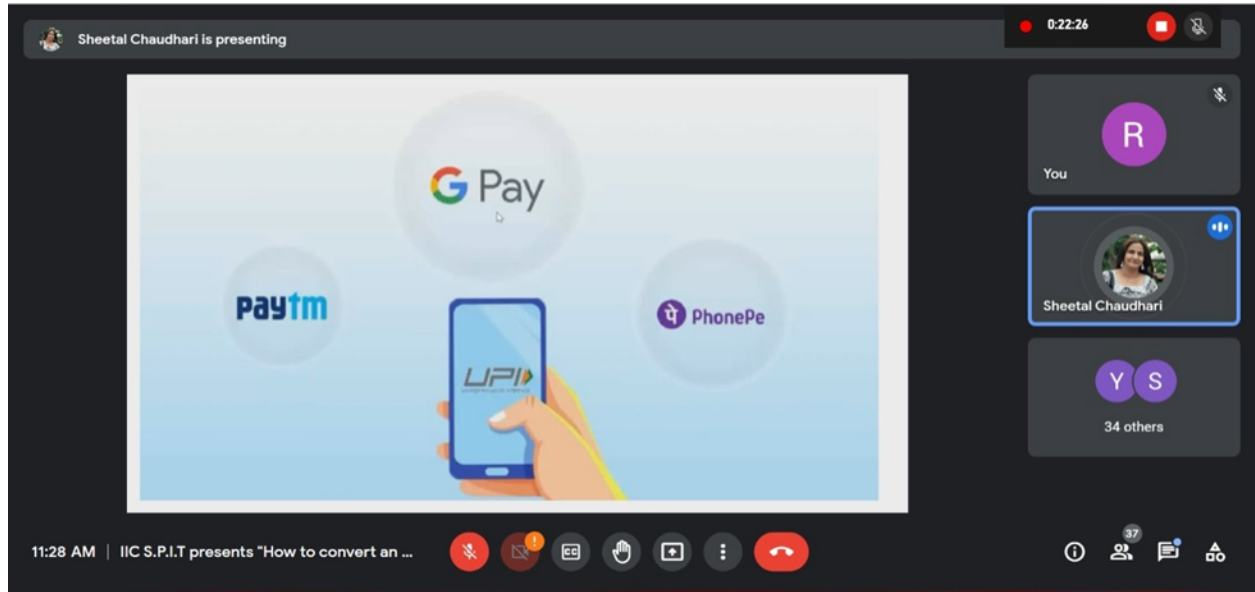 Sheetal Chaudhari is presenting
0:22:26
G Pay
paytm
पे PhonePe
UPI
R
You
Sheetal Chaudhari
Y S
34 others
11:28 AM | IIC S.P.I.T presents "How to convert an ...
CC
37